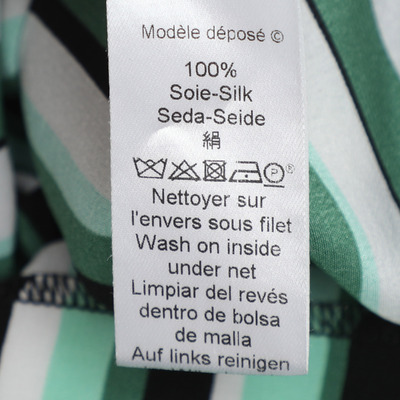 Modèle déposé ©
100%
Soie-Silk
Seda-Seide
絹
P ®
Nettoyer sur
l'envers sous filet
Wash on inside
under net
Limpiar del revés
dentro de bolsa
de malla
Auf links reinigen